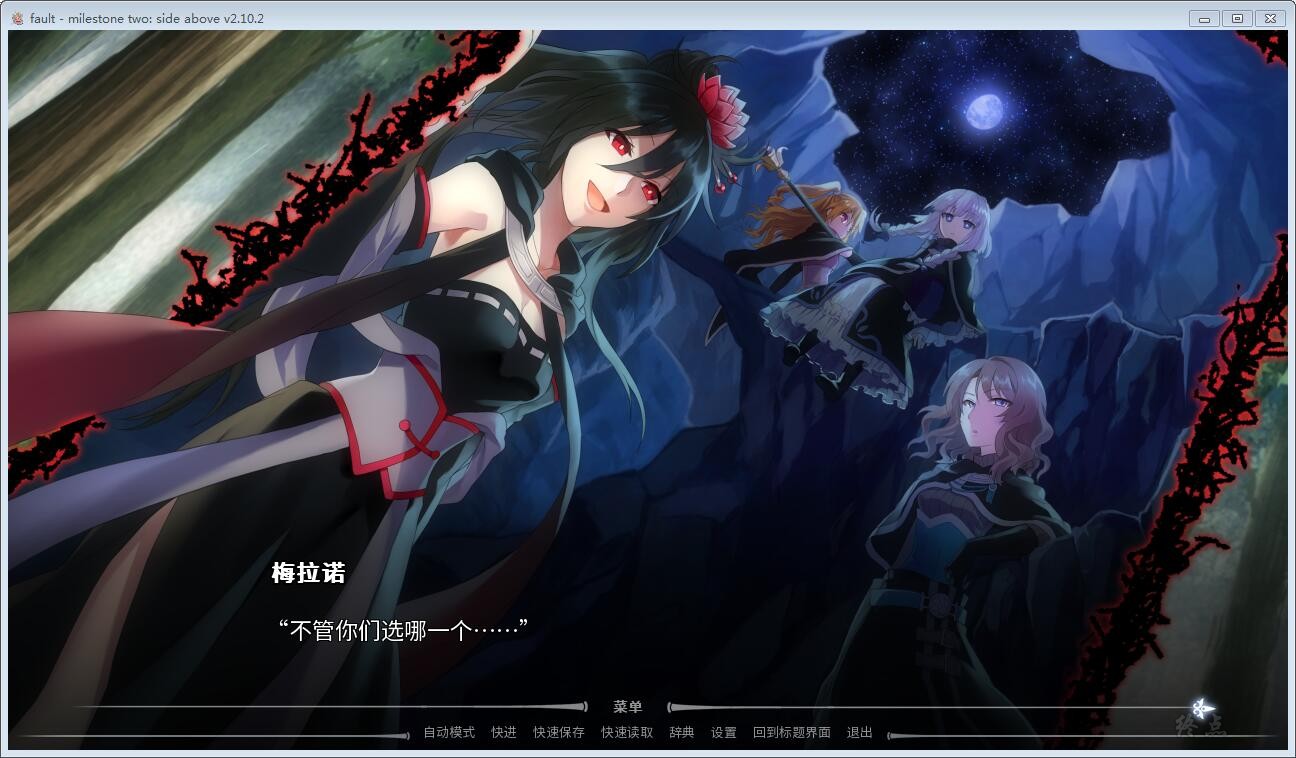 fault - milestone two: side above v2.10.2
梅拉诺
“不管你们选哪一个……”
菜单
自动模式 快进 快速保存 快速读取 辞典 设置 回到标题界面 退出
终点